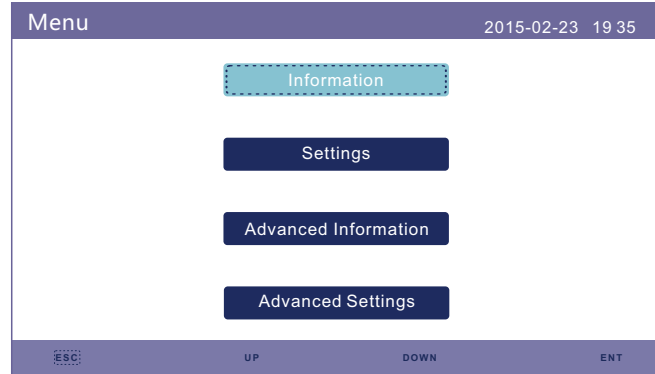 Menu 2015-02-23 19 35
Information
Settings
Advanced Information
Advanced Settings
ESC UP DOWN ENT